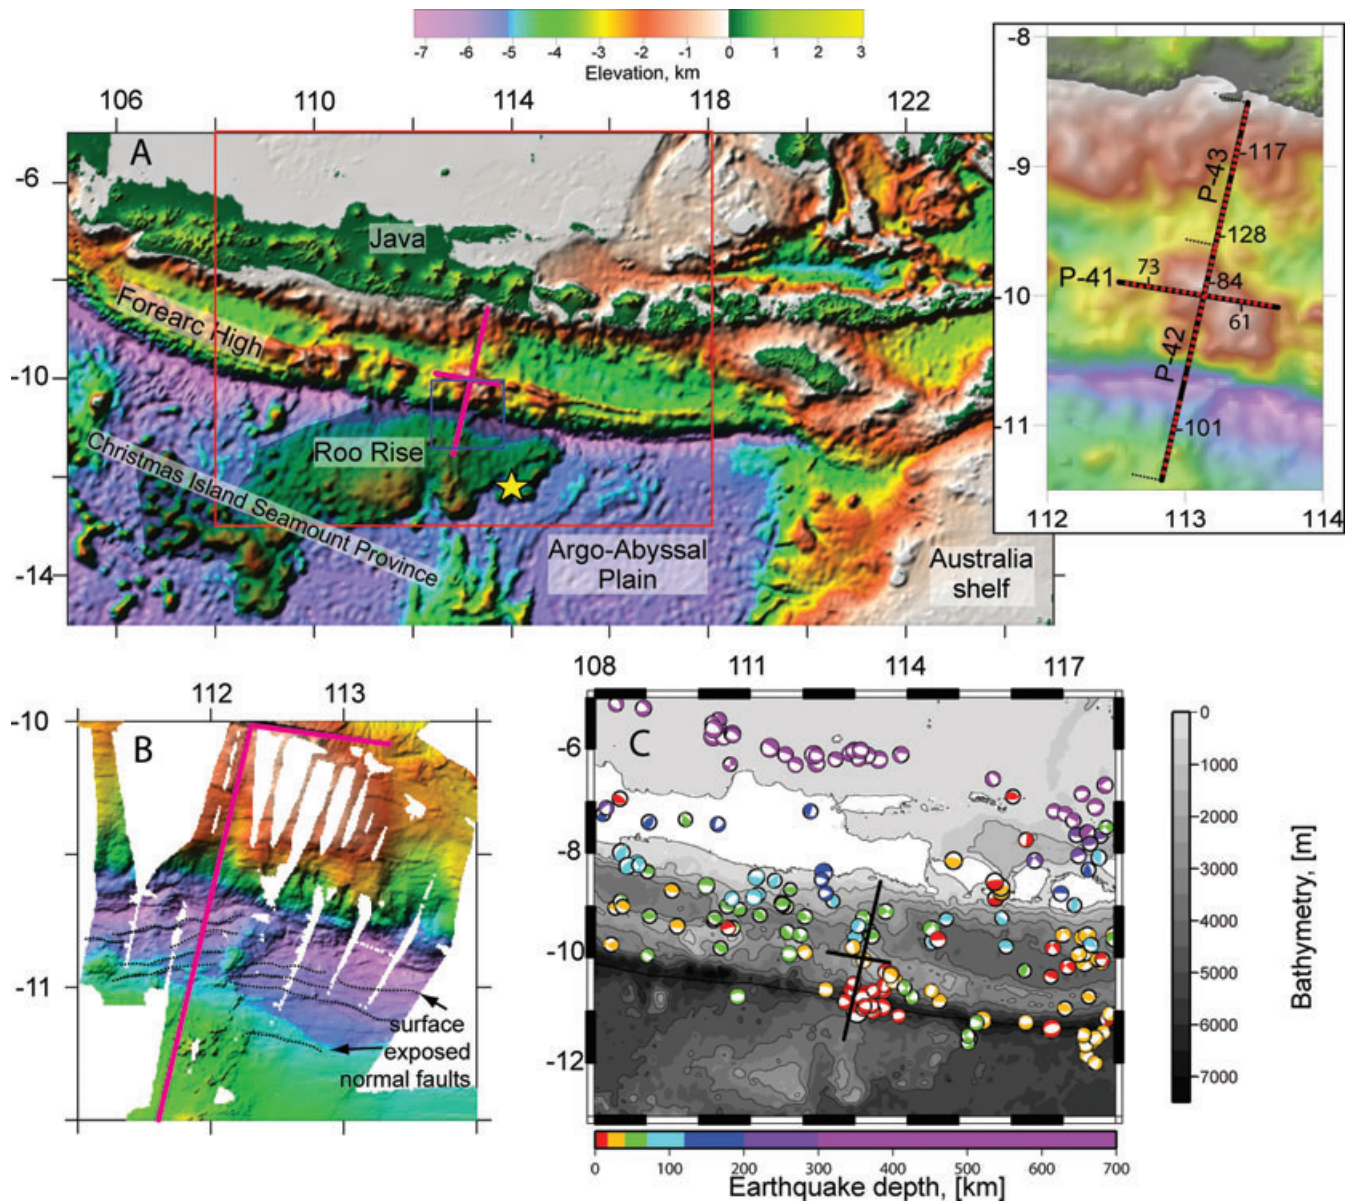 -7 -6 -5 -4 -3 -2 -1 0 1 2 3
Elevation, km
106 110 114 118 122
A
-6
-10
-14
Java
Forearc High
Roo Rise
Christmas Island Seamount Province
Argo-Abyssal
Plain
Australia
shelf
-8
-9
-10
-11
112 113 114
P-43
117
128
P-41
73
84
61
P-42
101
112 113
-10
-11
B
surface
exposed
normal faults
108 111 114 117
C
-6
-8
-10
-12
0 100 200 300 400 500 600 700
Earthquake depth, [km]
0
-1000
-2000
-3000
-4000
-5000
-6000
-7000
Bathymetry, [m]